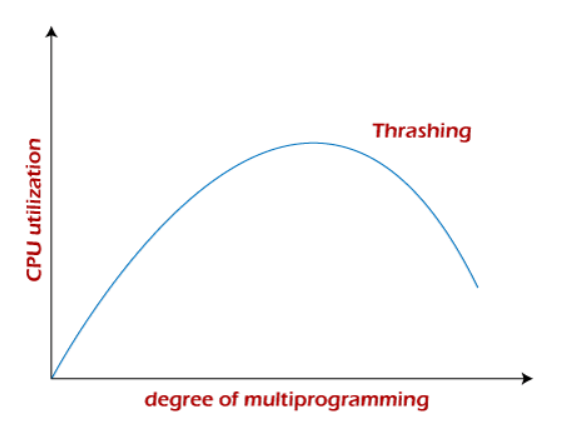 Thrashing
CPU utilization
degree of multiprogramming